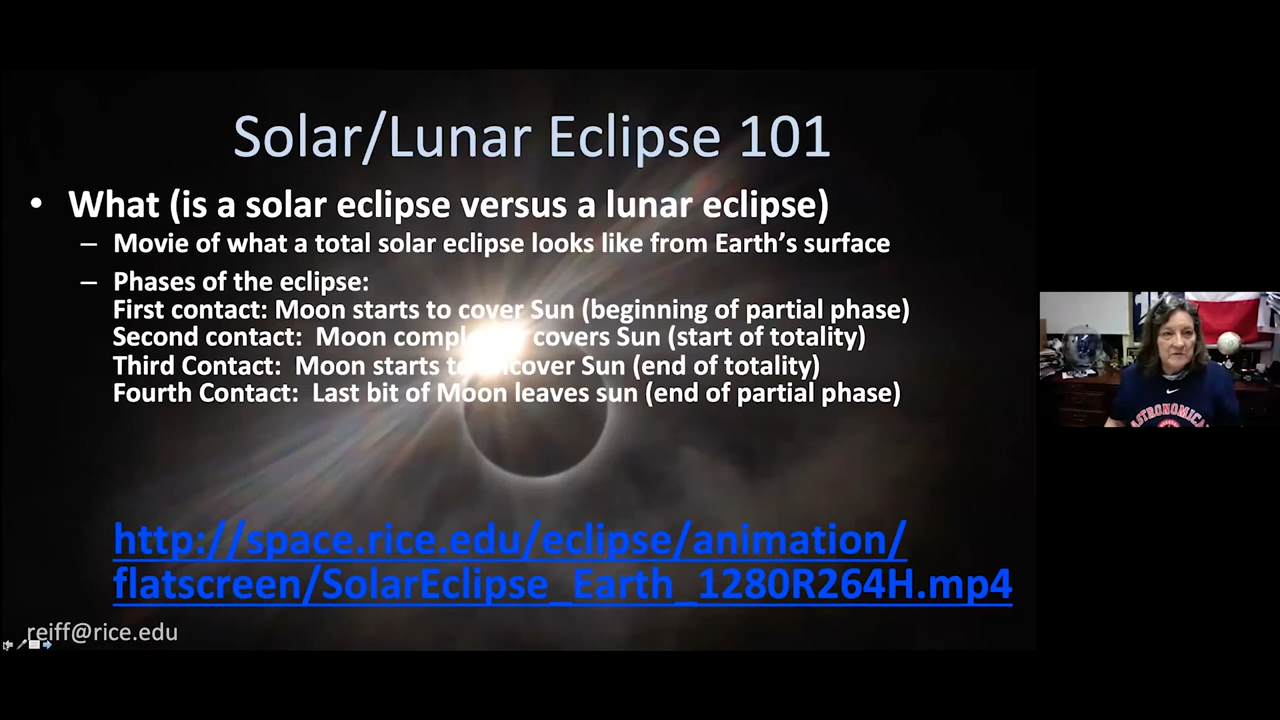 Solar/Lunar Eclipse 101
• What (is a solar eclipse versus a lunar eclipse)
– Movie of what a total solar eclipse looks like from Earth's surface
– Phases of the eclipse:
First contact: Moon starts to cover Sun (beginning of partial phase)
Second contact: Moon covers Sun (start of totality)
Third Contact: Moon starts to uncover Sun (end of totality)
Fourth Contact: Last bit of Moon leaves sun (end of partial phase)
http://space.rice.edu/eclipse/animation/
flatscreen/SolarEclipse_Earth_1280R264H.mp4
reiff@rice.edu
ASTRONOMICAL